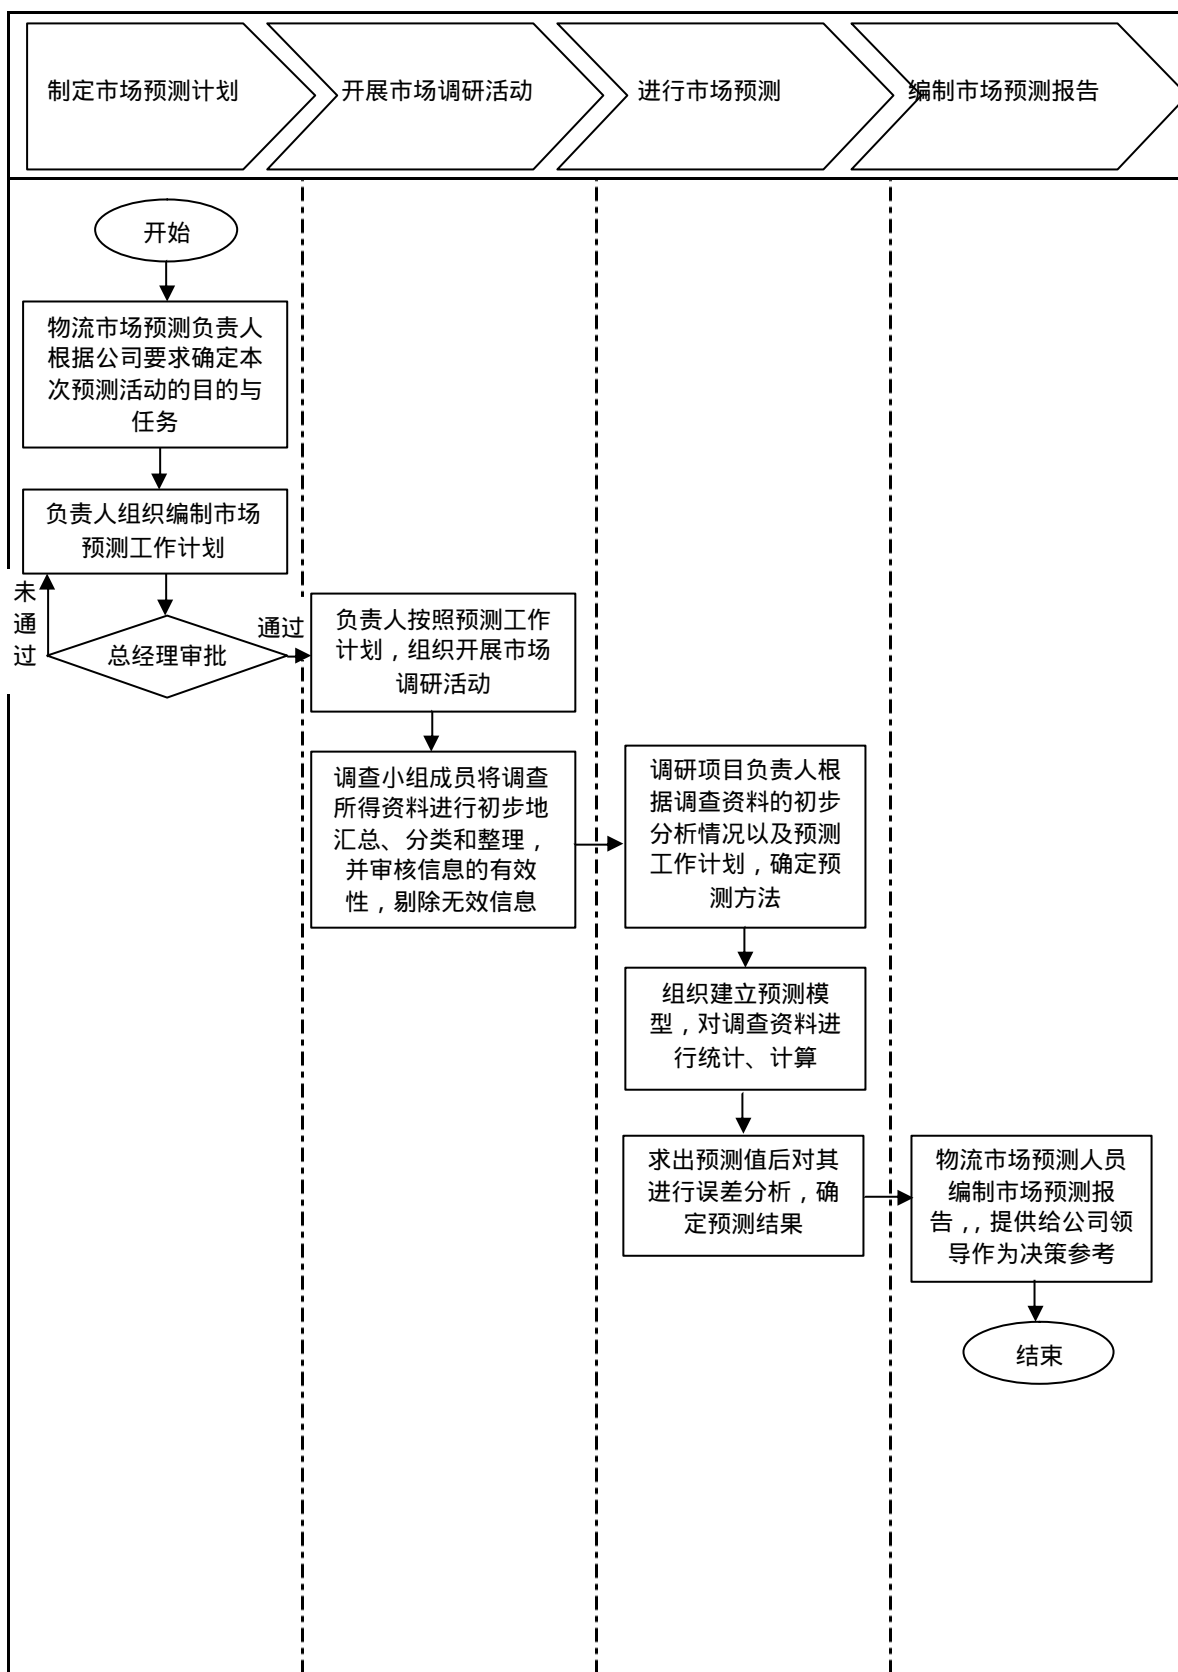 制定市场预测计划
开展市场调研活动
进行市场预测
编制市场预测报告
开始
物流市场预测负责人
根据公司要求确定本
次预测活动的目的与
任务
负责人组织编制市场
预测工作计划
未
通
过
总经理审批
通过
负责人按照预测工作
计划，组织开展市场
调研活动
调查小组成员将调查
所得资料进行初步地
汇总、分类和整理，
并审核信息的有效
性，剔除无效信息
调研项目负责人根
据调查资料的初步
分析情况以及预测
工作计划，确定预
测方法
组织建立预测模
型，对调查资料进
行统计、计算
求出预测值后对其
进行误差分析，确
定预测结果
物流市场预测人员
编制市场预测报
告，，提供给公司领
导作为决策参考
结束